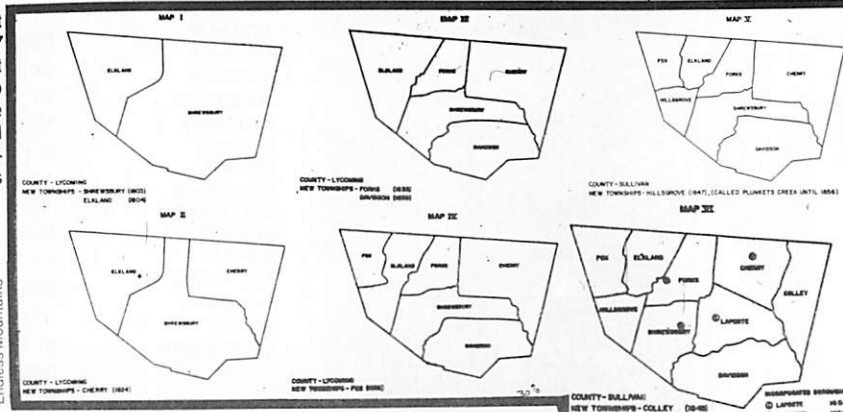 MAP I
ELKLAND
SHREWSBURY
COUNTY - LYCOMING
NEW TOWNSHIPS - SHREWSBURY (1803)
ELKLAND (1804)
MAP II
ELKLAND
CHERRY
SHREWSBURY
COUNTY - LYCOMING
NEW TOWNSHIPS - CHERRY (1824)
MAP III
ELKLAND
FORKS
CHERRY
SHREWSBURY
DAVIDSON
COUNTY - LYCOMING
NEW TOWNSHIPS - FORKS (1833)
DAVIDSON (1833)
MAP IV
FOX
ELKLAND
FORKS
CHERRY
SHREWSBURY
DAVIDSON
COUNTY - LYCOMING
NEW TOWNSHIPS - FOX
MAP V
FOX
ELKLAND
FORKS
CHERRY
HILLSGROVE
SHREWSBURY
DAVIDSON
COUNTY - SULLIVAN
NEW TOWNSHIPS - HILLSGROVE (1847), (CALLED PLUNKETS CREEK UNTIL 1856)
MAP VI
FOX
ELKLAND
FORKS
CHERRY
COLLEY
HILLSGROVE
SHREWSBURY
LAPORTE
DAVIDSON
COUNTY - SULLIVAN
NEW TOWNSHIPS - COLLEY
INCORPORATED
LAPORTE
Endless Mountains